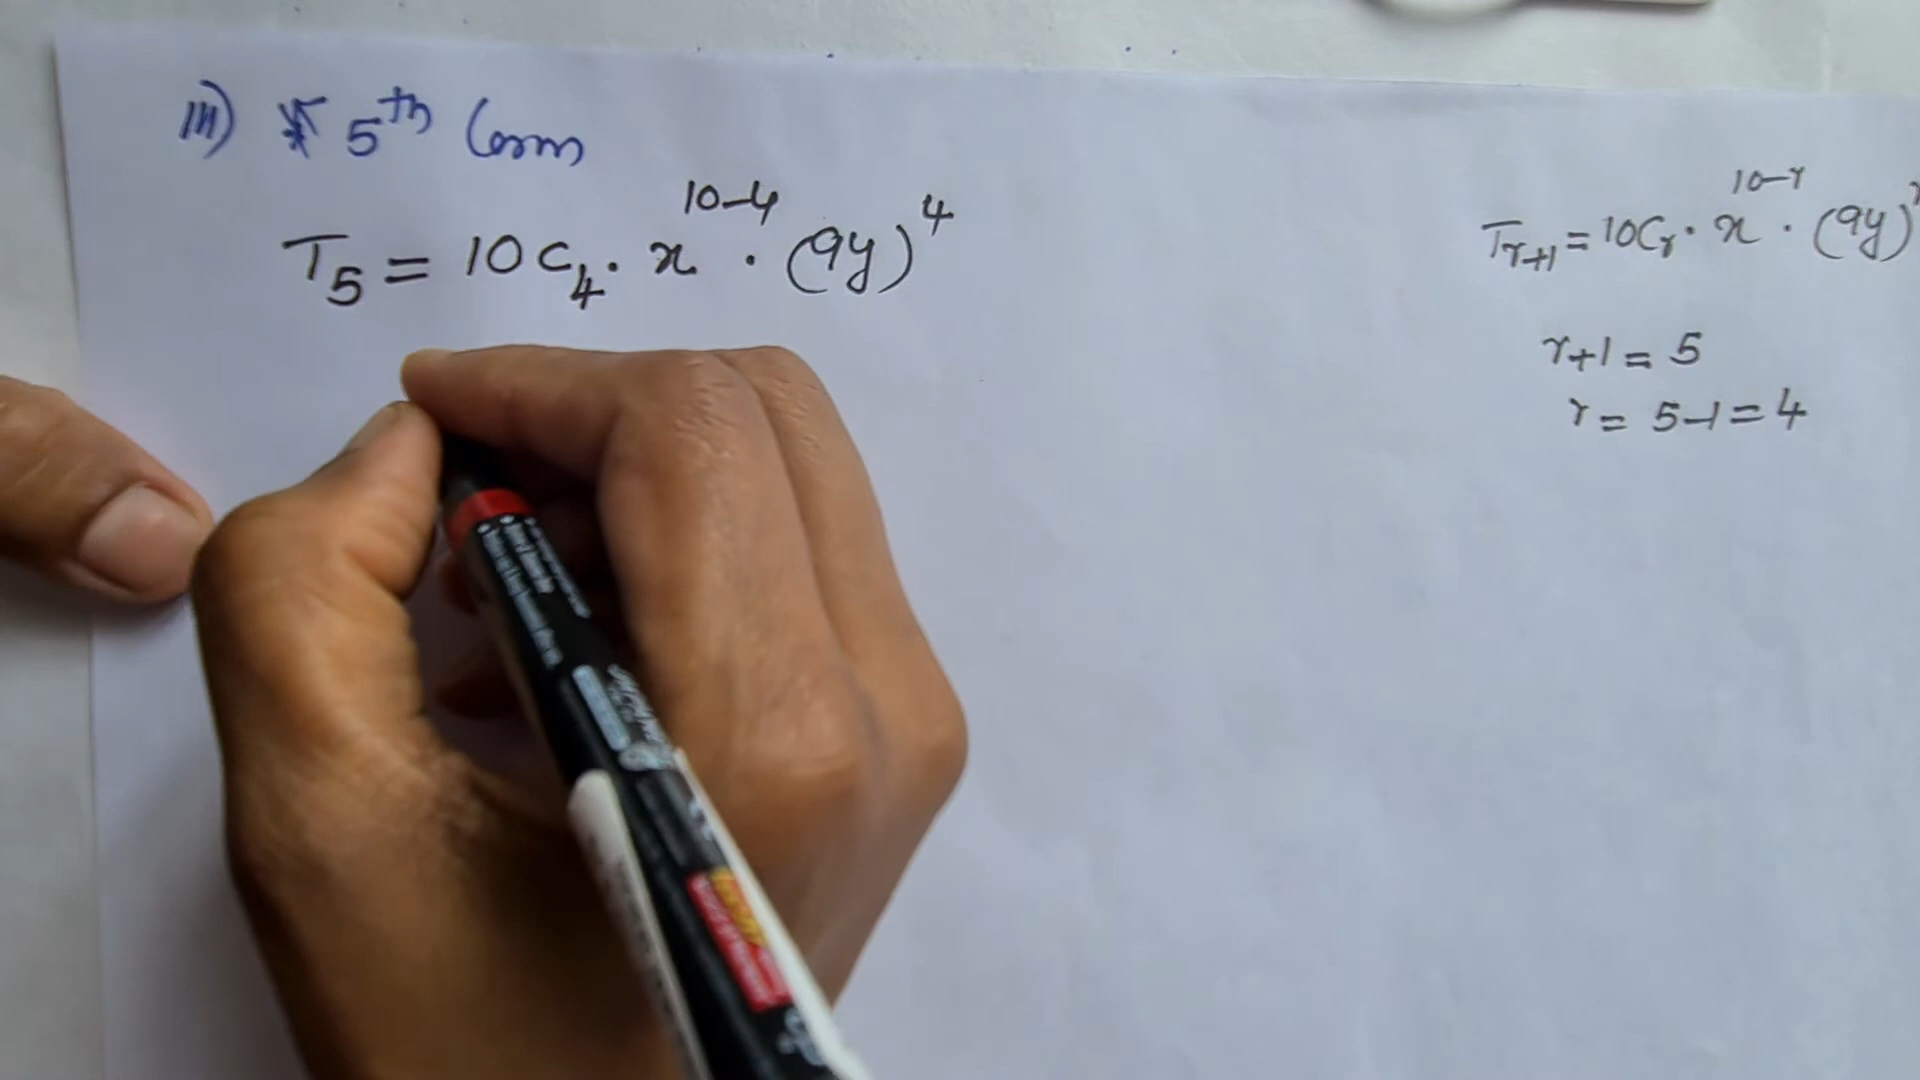 III) 5th term
T5 = 10C4 . x^10-4 . (9y)^4
Tr+1 = 10Cr . x^10-r . (9y)^r
r+1 = 5
r = 5-1 = 4